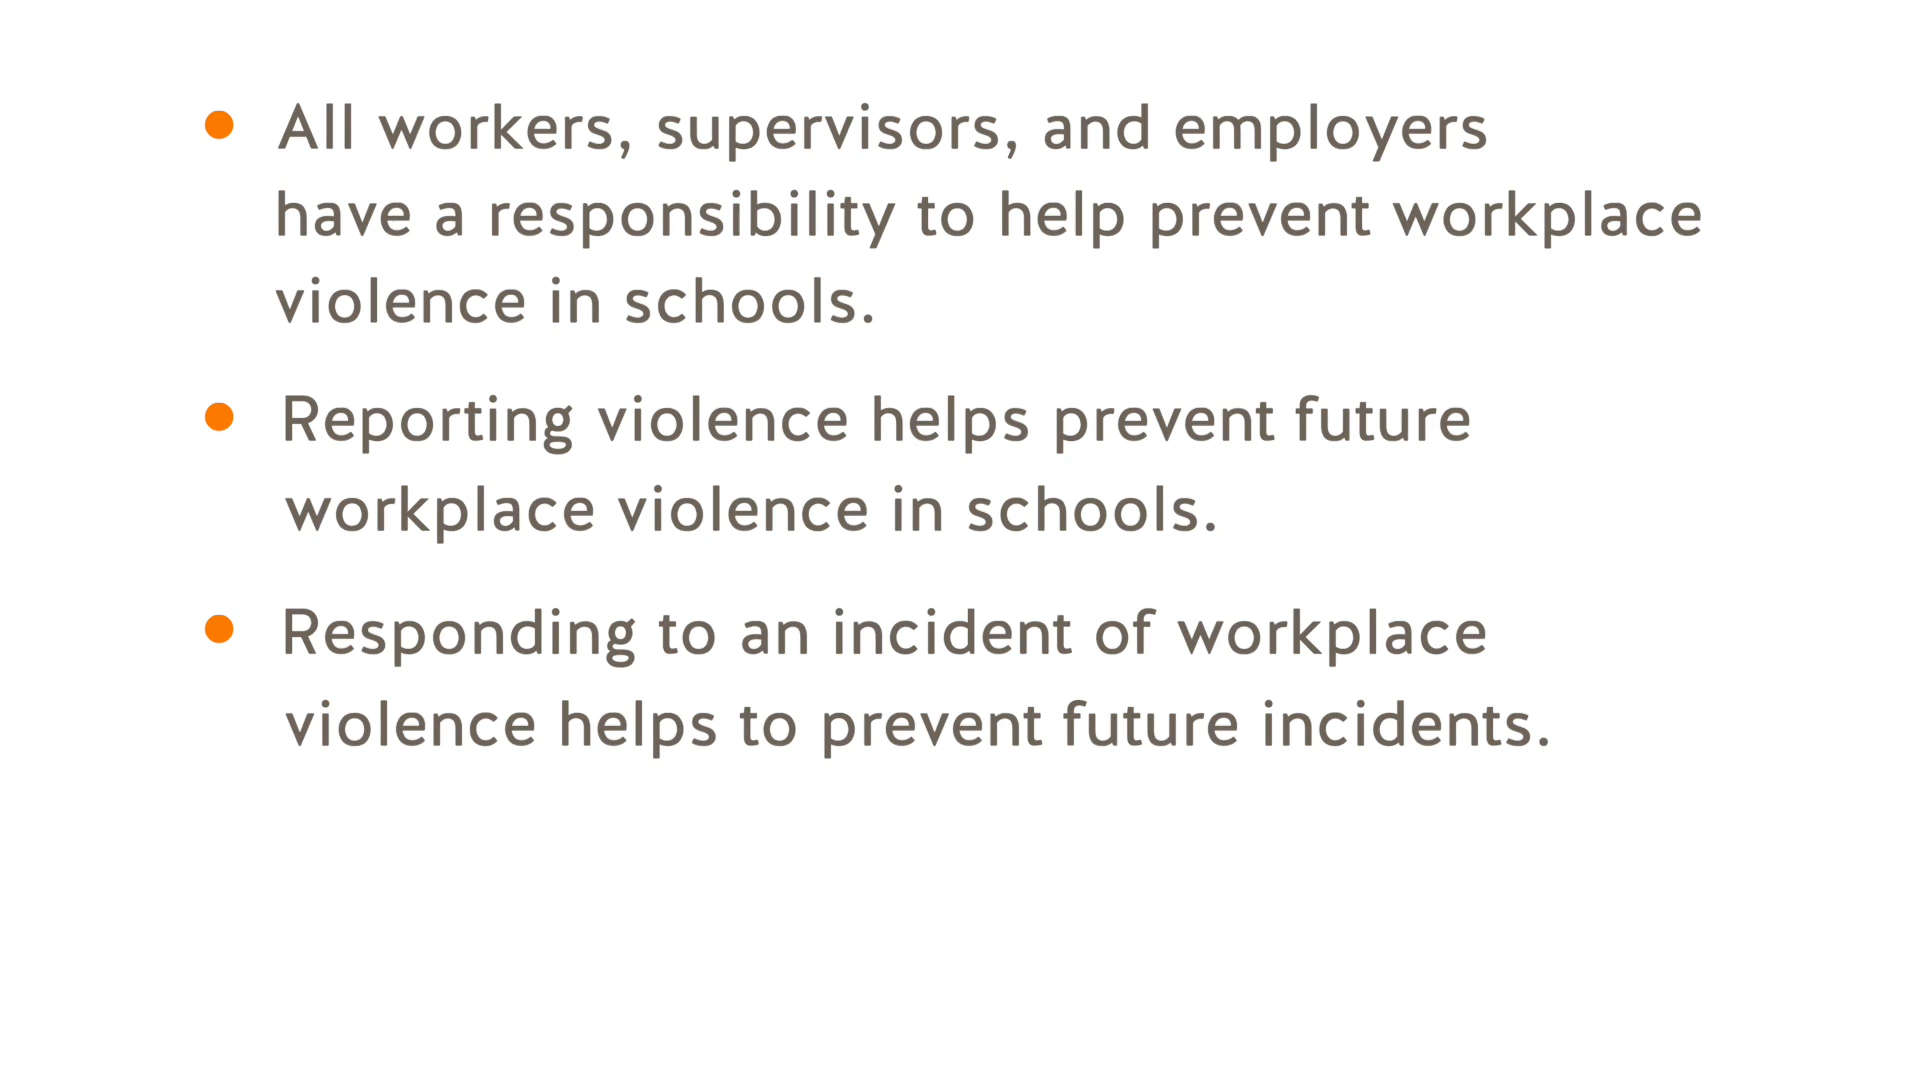 All workers, supervisors, and employers
have a responsibility to help prevent workplace
violence in schools.
Reporting violence helps prevent future
workplace violence in schools.
Responding to an incident of workplace
violence helps to prevent future incidents.